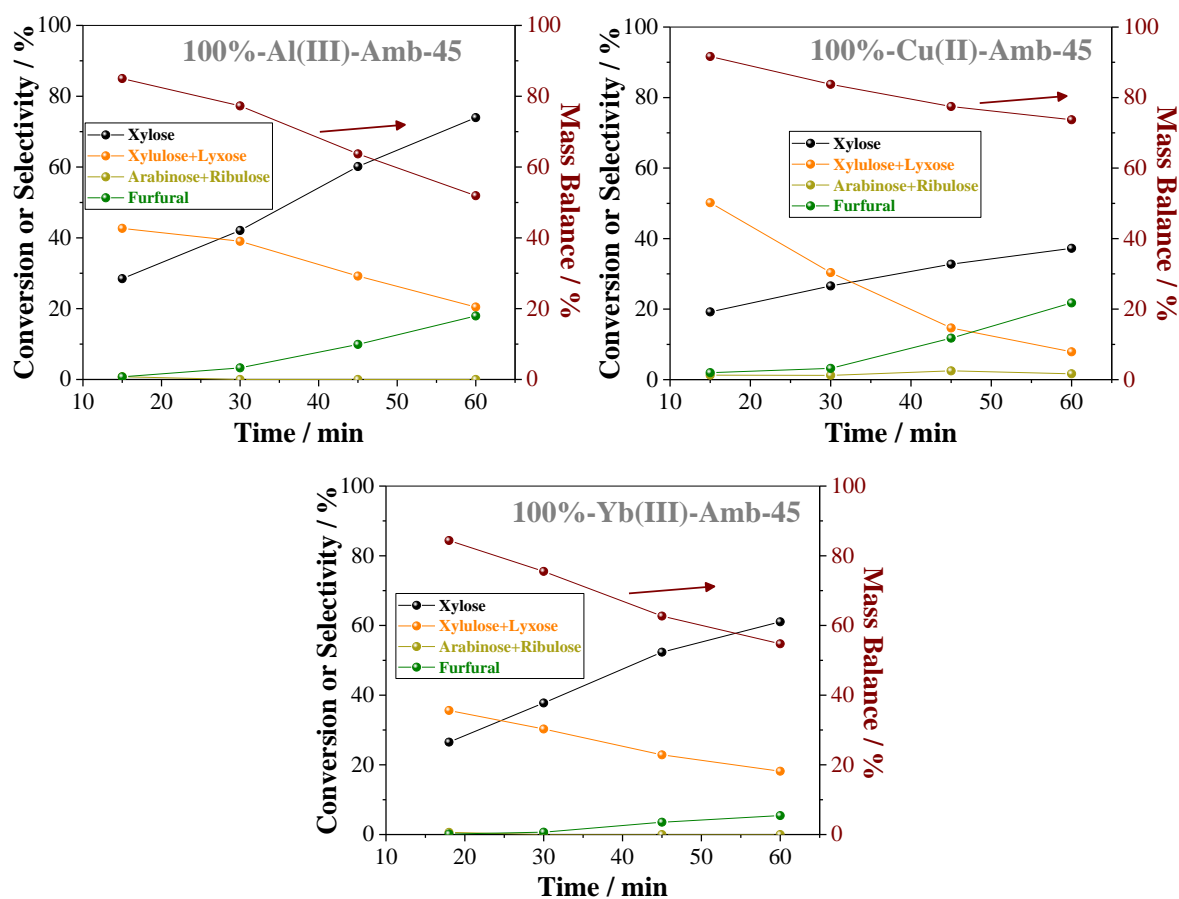 100%-Al(III)-Amb-45
Conversion or Selectivity / %
100
80
60
40
20
0
Xylose
Xylulose+Lyxose
Arabinose+Ribulose
Furfural
100
80
60
40
20
0
Mass Balance / %
10 20 30 40 50 60
Time / min
100%-Cu(II)-Amb-45
Conversion or Selectivity / %
100
80
60
40
20
0
Xylose
Xylulose+Lyxose
Arabinose+Ribulose
Furfural
100
80
60
40
20
0
Mass Balance / %
10 20 30 40 50 60
Time / min
100%-Yb(III)-Amb-45
Conversion or Selectivity / %
100
80
60
40
20
0
Xylose
Xylulose+Lyxose
Arabinose+Ribulose
Furfural
100
80
60
40
20
0
Mass Balance / %
10 20 30 40 50 60
Time / min